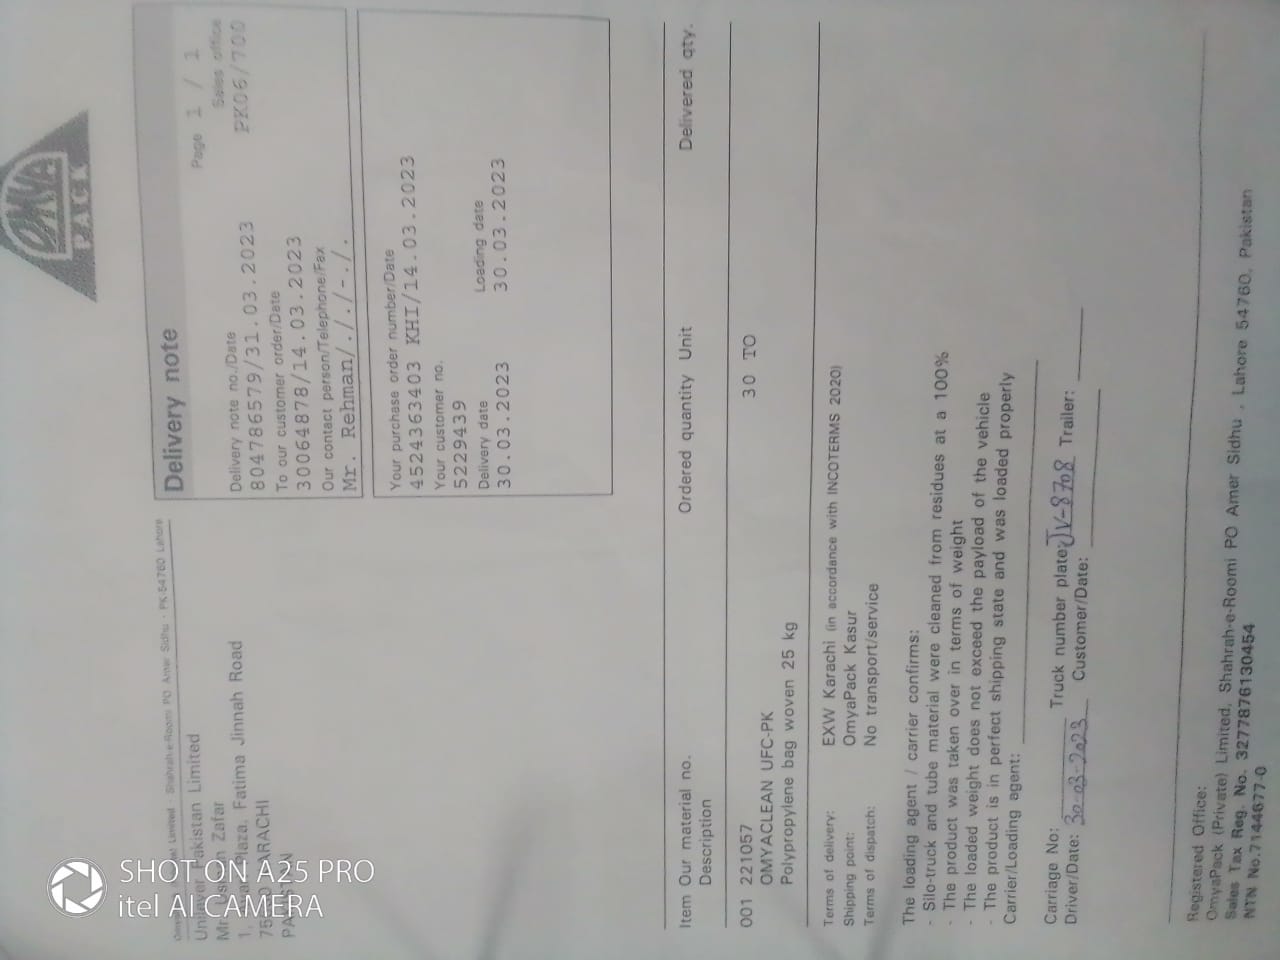 OMYA
PACK
SHOT ON A25 PRO
itel AI CAMERA
Limited - Shahrah-e-Roomi PO Amer Sidhu - PK-54760 Lahore
Unilever Pakistan Limited
Mr. Usman Zafar
1, Plaza, Fatima Jinnah Road
KARACHI
PAKISTAN
Delivery note
Page 1 / 1
Sales office
PK06/700
Delivery note no./Date
804786579/31.03.2023
To our customer order/Date
30064878/14.03.2023
Our contact person/Telephone/Fax
Mr. Rehman/././-./.
Your purchase order number/Date
4524363403 KHI/14.03.2023
Your customer no.
5229439
Delivery date Loading date
30.03.2023 30.03.2023
Item Our material no. Ordered quantity Unit Delivered qty.
Description
001 221057 30 TO
OMYACLEAN UFC-PK
Polypropylene bag woven 25 kg
Terms of delivery: EXW Karachi (in accordance with INCOTERMS 2020)
Shipping point: OmyaPack Kasur
Terms of dispatch: No transport/service
The loading agent / carrier confirms:
- Silo-truck and tube material were cleaned from residues at a 100%
- The product was taken over in terms of weight
- The loaded weight does not exceed the payload of the vehicle
- The product is in perfect shipping state and was loaded properly
Carrier/Loading agent:
Carriage No: Truck number plate: JV-8708 Trailer:
Driver/Date: 30-03-2023 Customer/Date:
Registered Office:
OmyaPack (Private) Limited, Shahrah-e-Roomi PO Amer Sidhu , Lahore 54760, Pakistan
Sales Tax Reg. No. 3277876130454
NTN No.7144677-0